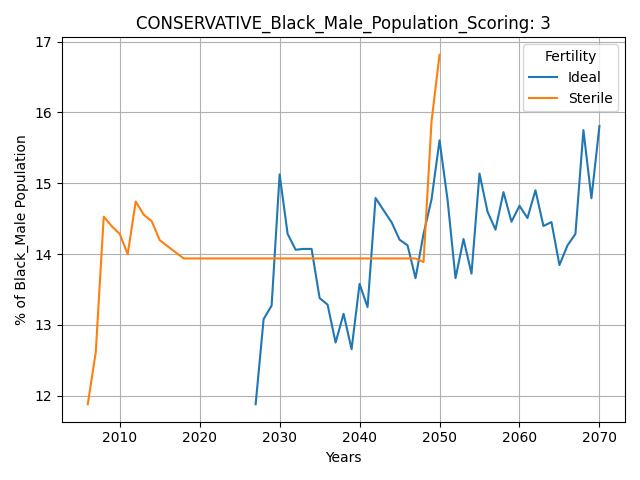 CONSERVATIVE_Black_Male_Population_Scoring: 3
% of Black_Male Population
17
16
15
14
13
12
Fertility
Ideal
Sterile
2010 2020 2030 2040 2050 2060 2070
Years